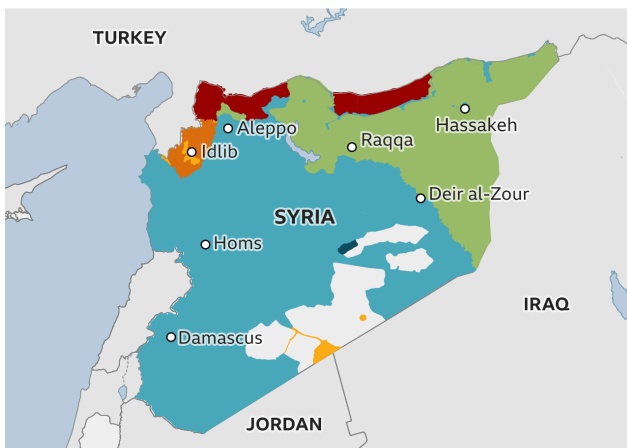 TURKEY
Aleppo
Hassakeh
Idlib
Raqqa
Deir al-Zour
SYRIA
Homs
IRAQ
Damascus
JORDAN